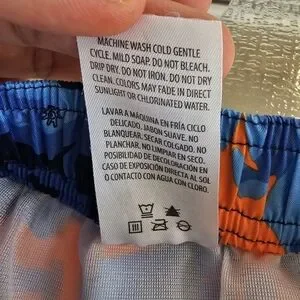 MACHINE WASH COLD GENTLE
CYCLE. MILD SOAP. DO NOT BLEACH.
DRIP DRY. DO NOT IRON. DO NOT DRY
CLEAN. COLORS MAY FADE IN DIRECT
SUNLIGHT OR CHLORINATED WATER.
LAVAR A MÁQUINA EN FRÍA CICLO
DELICADO. JABON SUAVE. NO
BLANQUEAR. SECAR COLGADO. NO
PLANCHAR. NO LIMPIAR EN SECO.
POSIBILIDAD DE DECOLORACIÓN EN
CASO DE EXPOSICIÓN DIRECTA AL SOL
O CONTACTO CON AGUA CON CLORO.